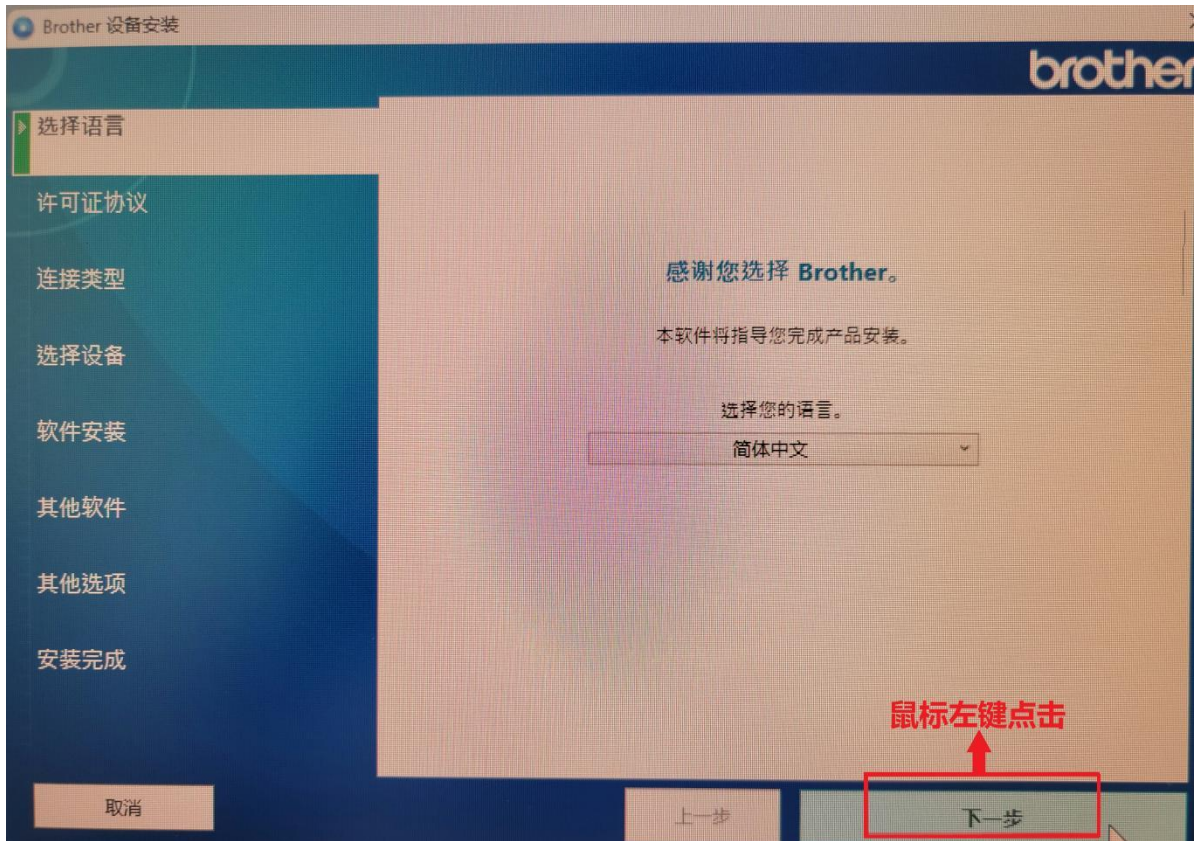 Brother 设备安装
brother
选择语言
许可证协议
连接类型
选择设备
软件安装
其他软件
其他选项
安装完成
感谢您选择 Brother。
本软件将指导您完成产品安装。
选择您的语言。
简体中文
鼠标左键点击
取消
上一步
下一步